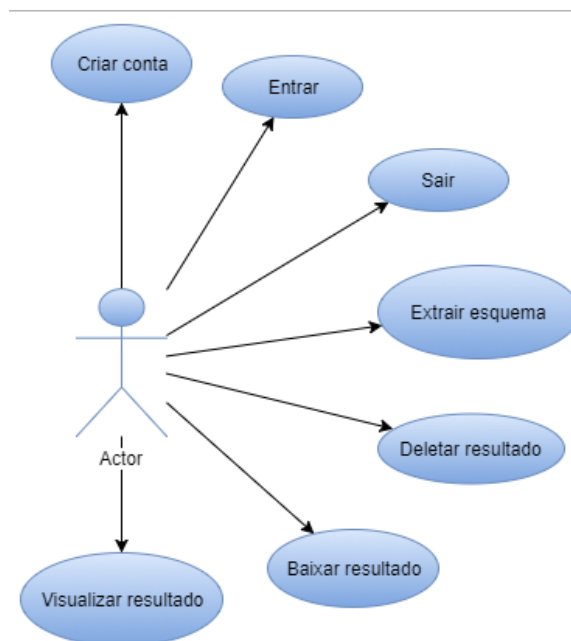 Criar conta
Entrar
Sair
Extrair esquema
Deletar resultado
Actor
Baixar resultado
Visualizar resultado